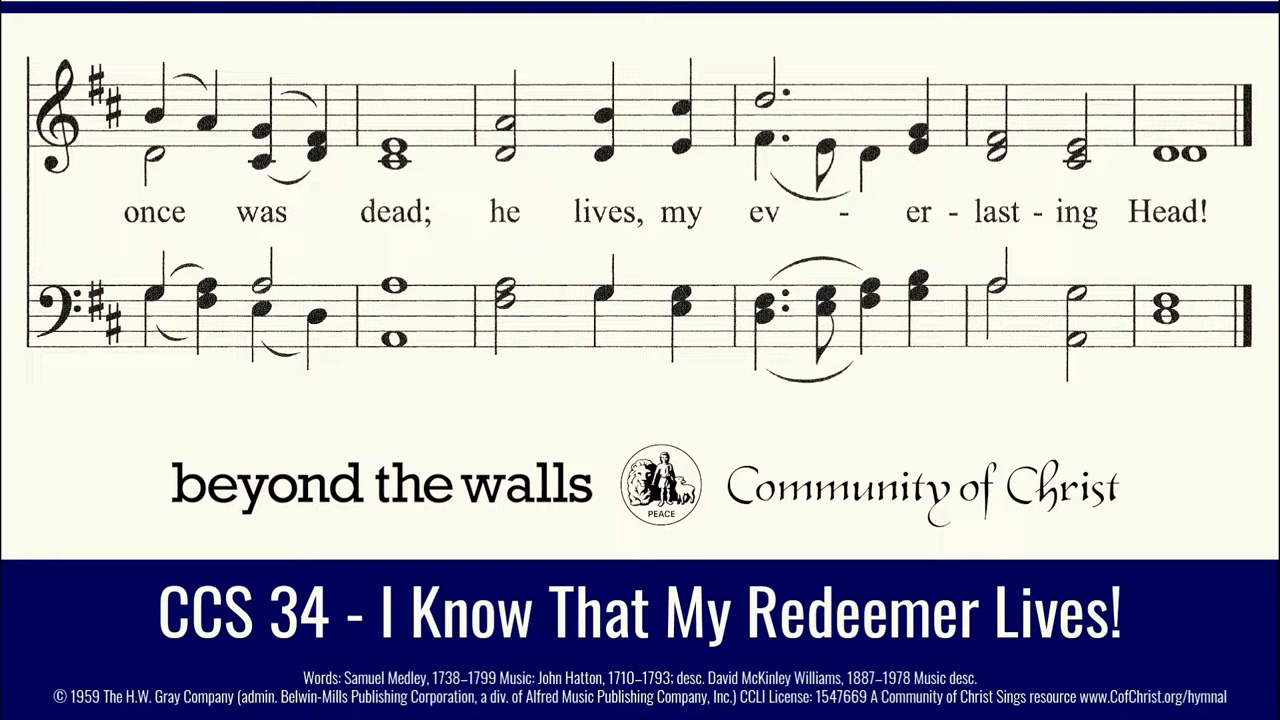 once was dead; he lives, my ev - er - last - ing Head!
beyond the walls PEACE Community of Christ
CCS 34 - I Know That My Redeemer Lives!
Words: Samuel Medley, 1738–1799 Music: John Hatton, 1710–1793; desc. David McKinley Williams, 1887–1978 Music desc.
© 1959 The H.W. Gray Company (admin. Belwin-Mills Publishing Corporation, a div. of Alfred Music Publishing Company, Inc.) CCLI License: 1547669 A Community of Christ Sings resource www.CofChrist.org/hymnal